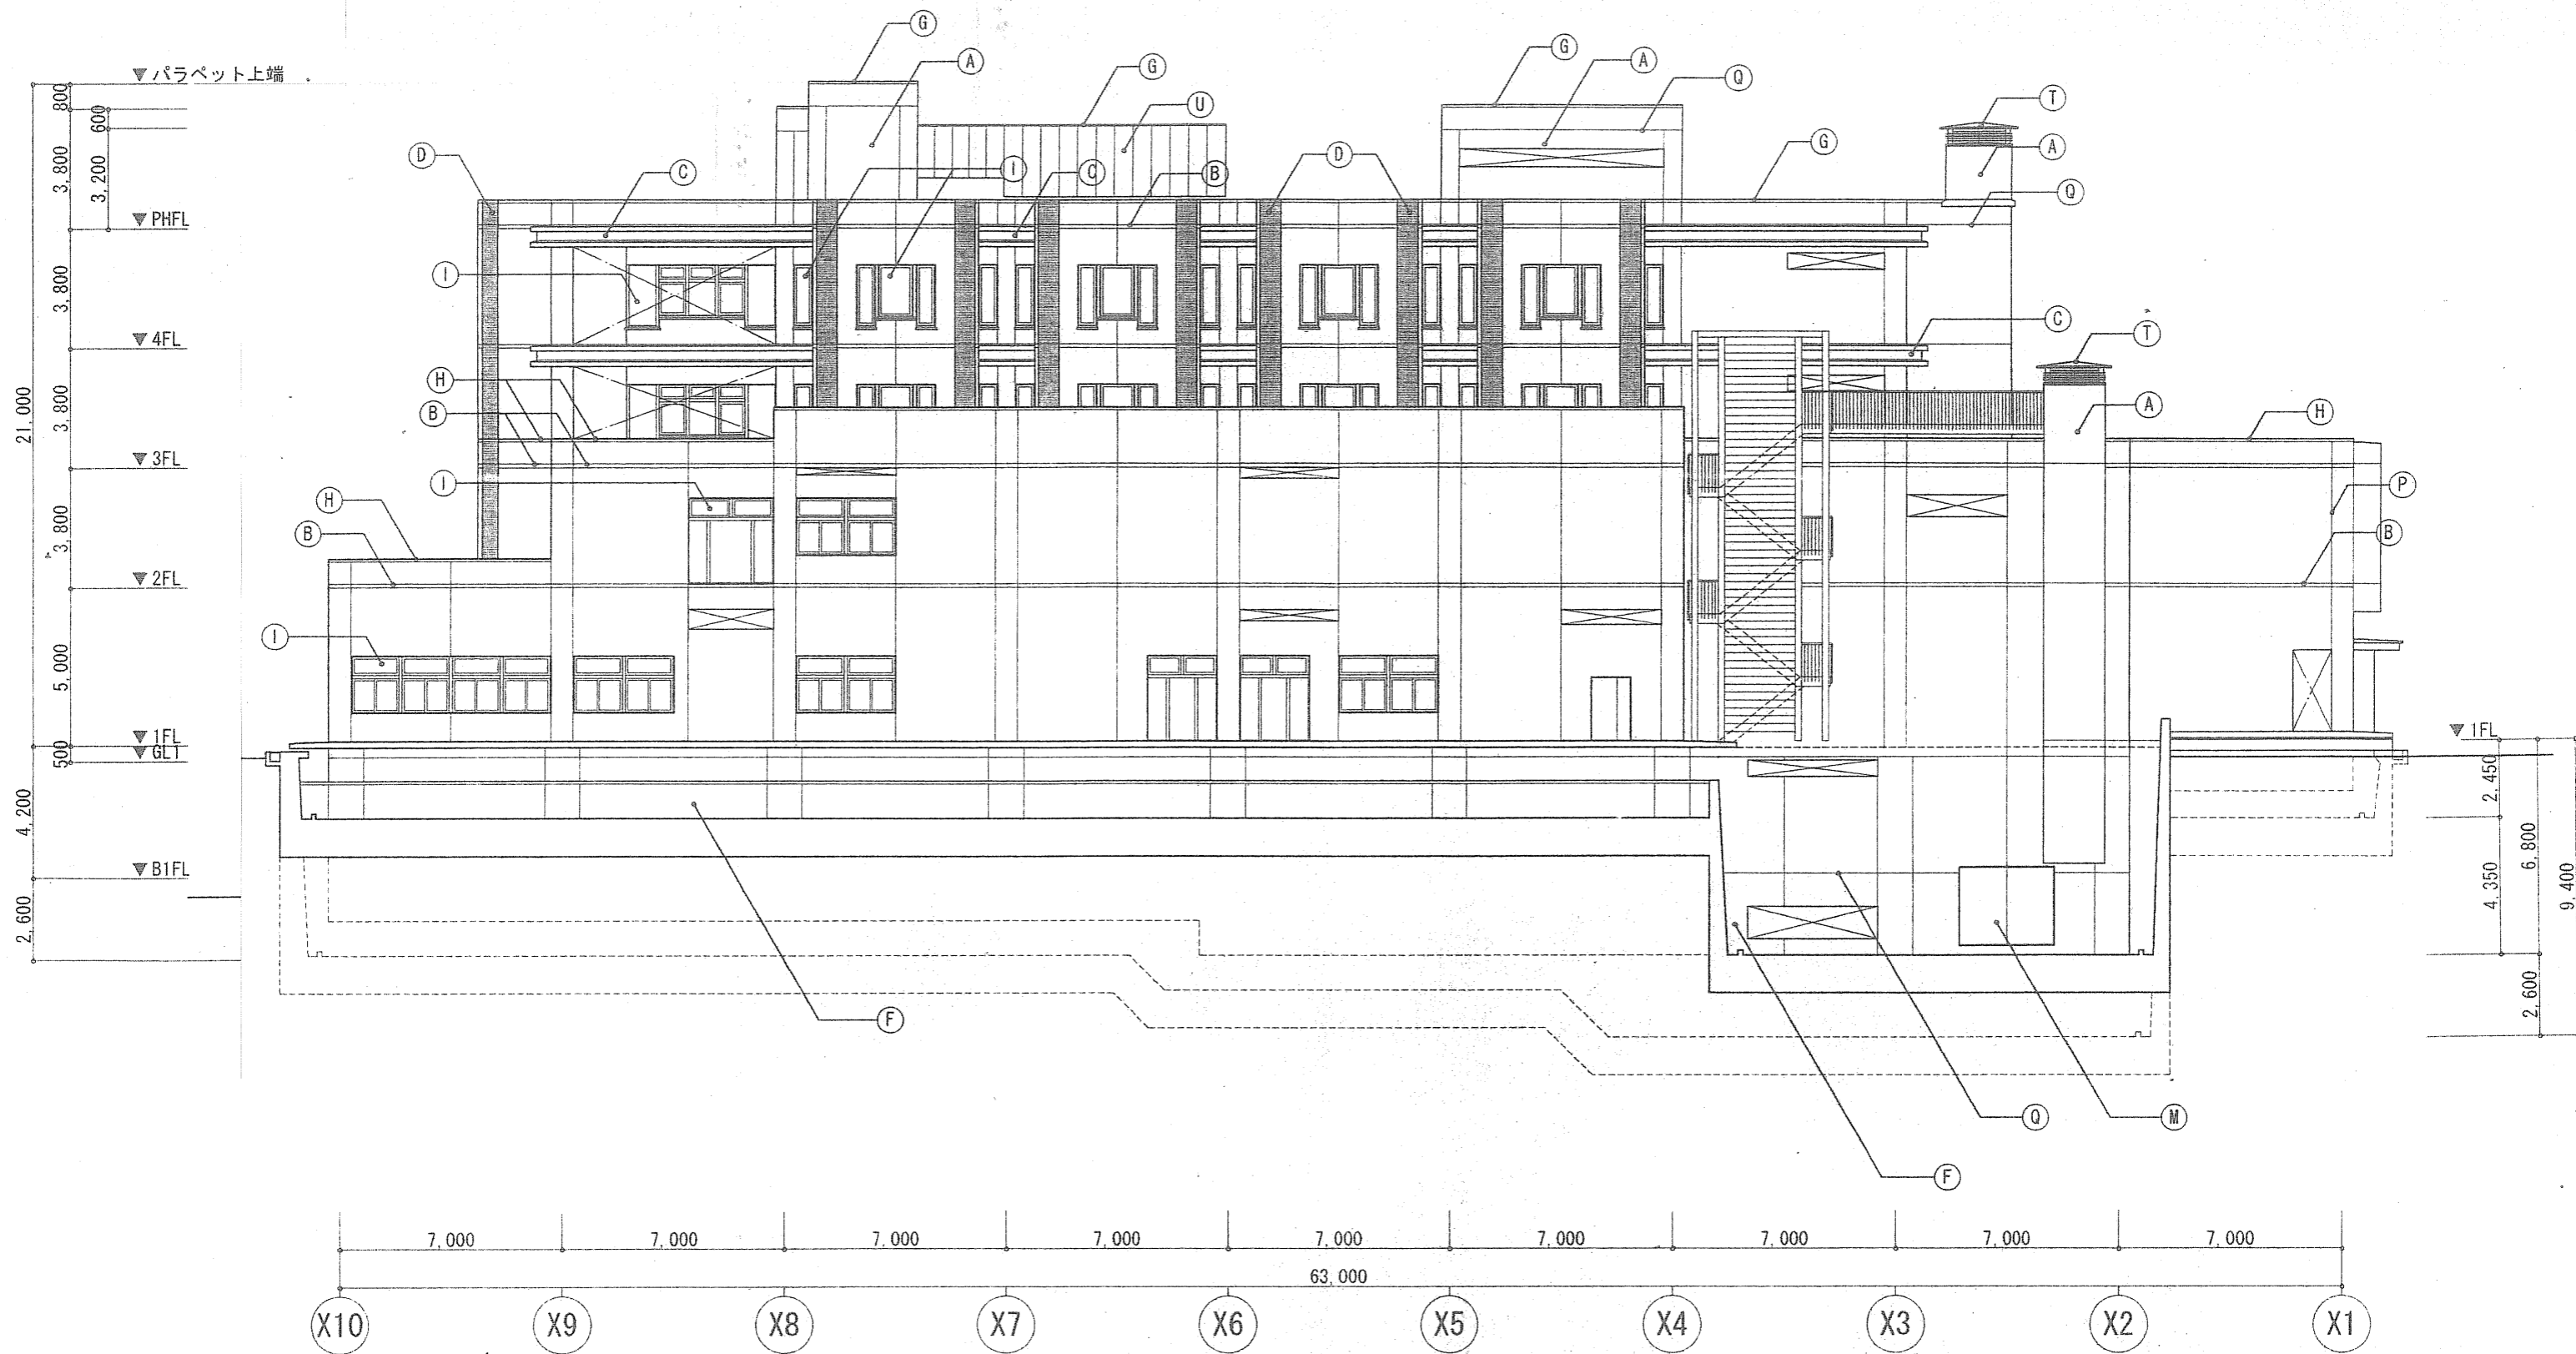 G
G
A
G
A
Q
▼パラペット上端
T
U
800
600
3,800
3,200
D
C
I
C
B
D
G
A
Q
▼PHFL
I
3,800
C
▼4FL
T
H
B
A
H
21,000
3,800
▼3FL
I
P
H
B
B
3,800
▼2FL
I
5,000
▼1FL
▼GL1
500
▼1FL
2,450
4,200
▼B1FL
6,800
4,350
9,400
2,600
2,600
F
Q
M
F
7,000 7,000 7,000 7,000 7,000 7,000 7,000 7,000 7,000
63,000
X10 X9 X8 X7 X6 X5 X4 X3 X2 X1